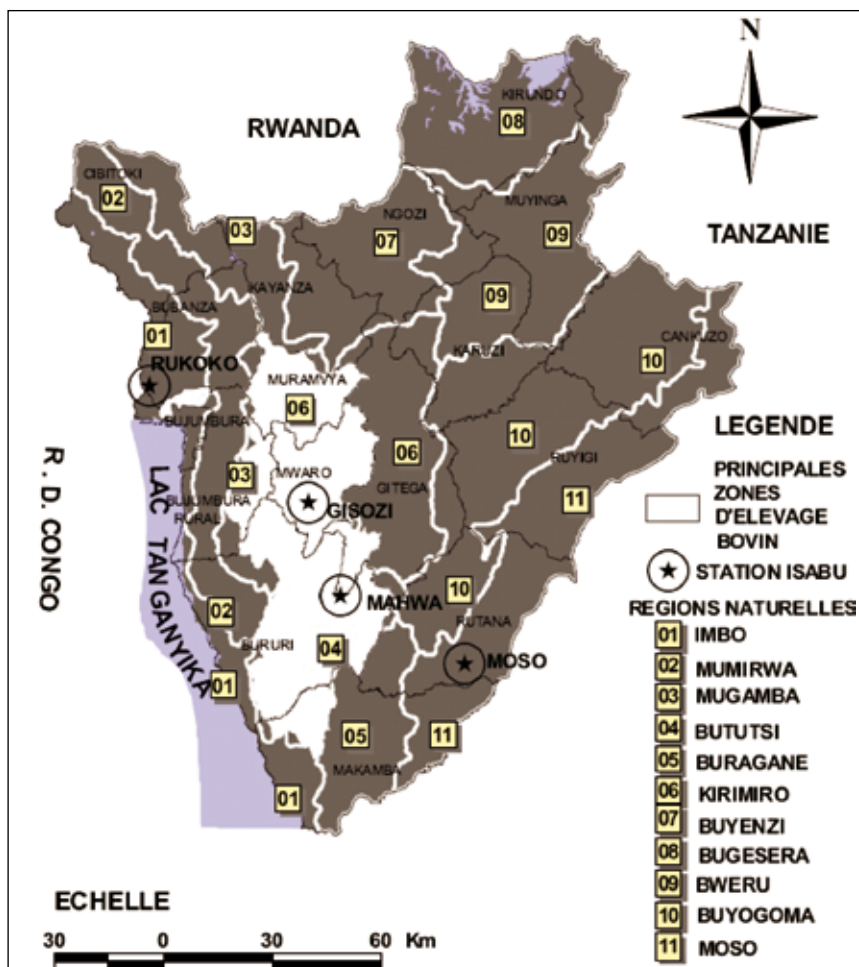 N
KIRUNDO
08
RWANDA
CIBITOKI
02
MUYINGA
NGOZI
03
07
09
TANZANIE
KAYANZA
09
BUBANZA
01
KARUZI
CANKUZO
10
RUKOKO
MURAMVYA
06
BUJUMBURA
10
LEGENDE
RUYIGI
03
MWARO
06
GITEGA
11
BUJUMBURA
RURAL
GISOZI
PRINCIPALES
ZONES
D'ELEVAGE
BOVIN
R . D. CONGO
LAC TANGANYIKA
STATION ISABU
10
MAHWA
02
RUTANA
BURURI
04
MOSO
01
05
11
MAKAMBA
01
REGIONS NATURELLES
01 IMBO
02 MUMIRWA
03 MUGAMBA
04 BUTUTSI
05 BURAGANE
06 KIRIMIRO
07 BUYENZI
08 BUGESERA
09 BWERU
10 BUYOGOMA
11 MOSO
ECHELLE
30 0 30 60 Km